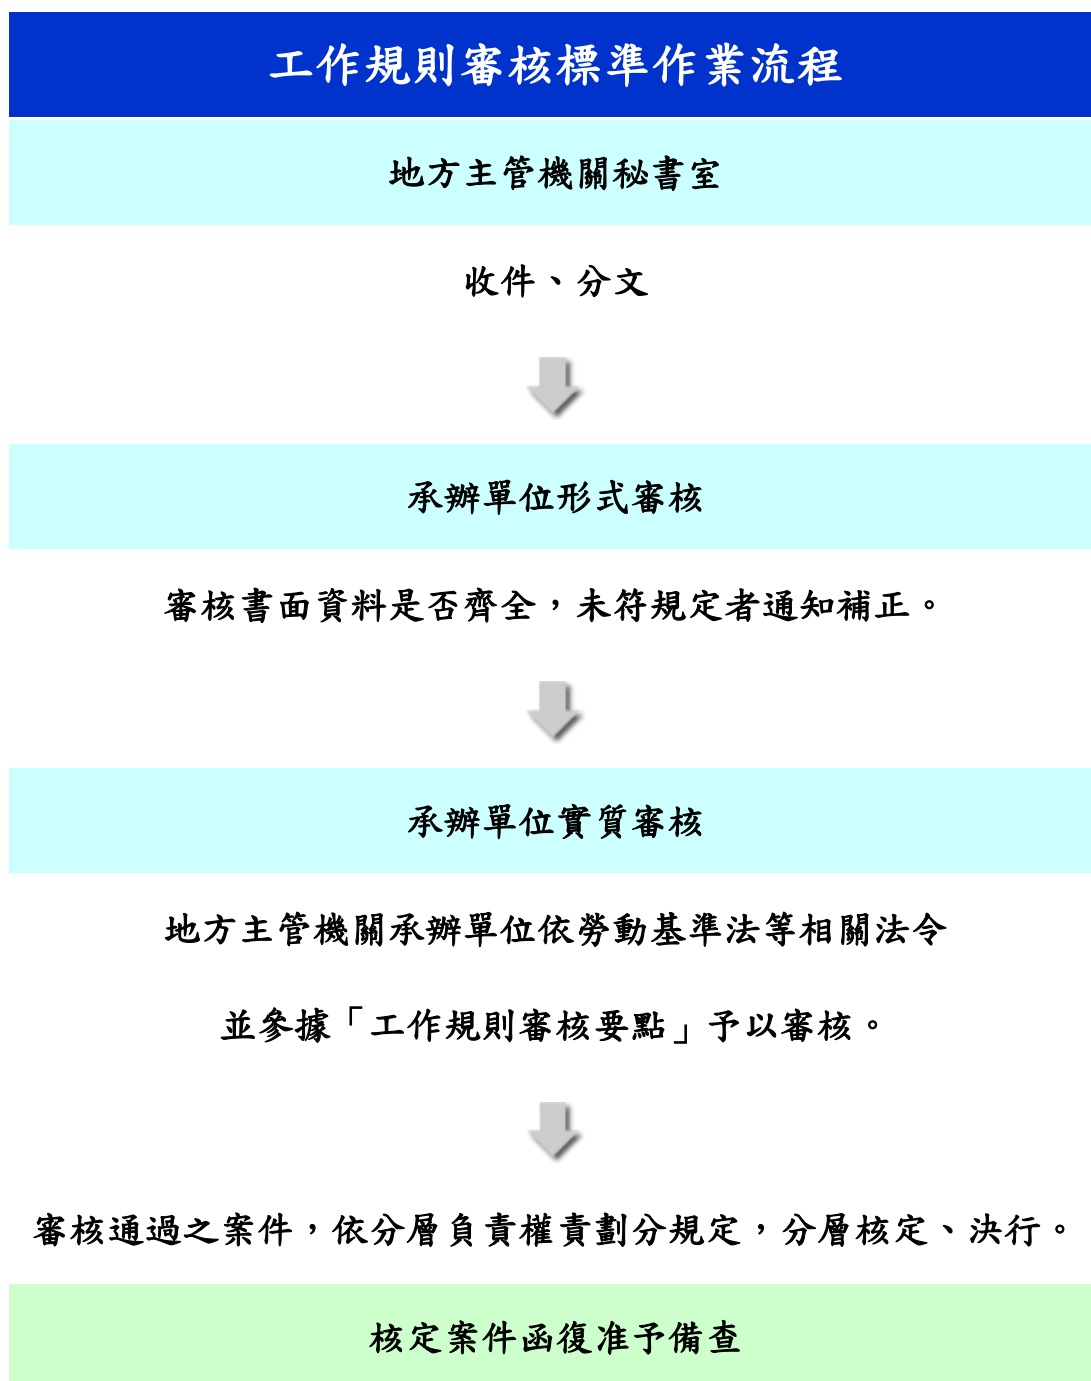 工作規則審核標準作業流程
地方主管機關秘書室
收件、分文
承辦單位形式審核
審核書面資料是否齊全，未符規定者通知補正。
承辦單位實質審核
地方主管機關承辦單位依勞動基準法等相關法令
並參據「工作規則審核要點」予以審核。
審核通過之案件，依分層負責權責劃分規定，分層核定、決行。
核定案件函復准予備查